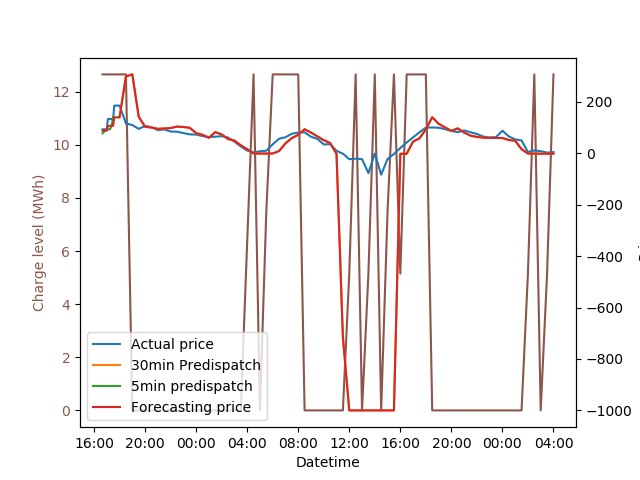 12
10
8
6
4
2
0
Charge level (MWh)
200
0
−200
−400
−600
−800
−1000
Actual price
30min Predispatch
5min predispatch
Forecasting price
16:00 20:00 00:00 04:00 08:00 12:00 16:00 20:00 00:00 04:00
Datetime